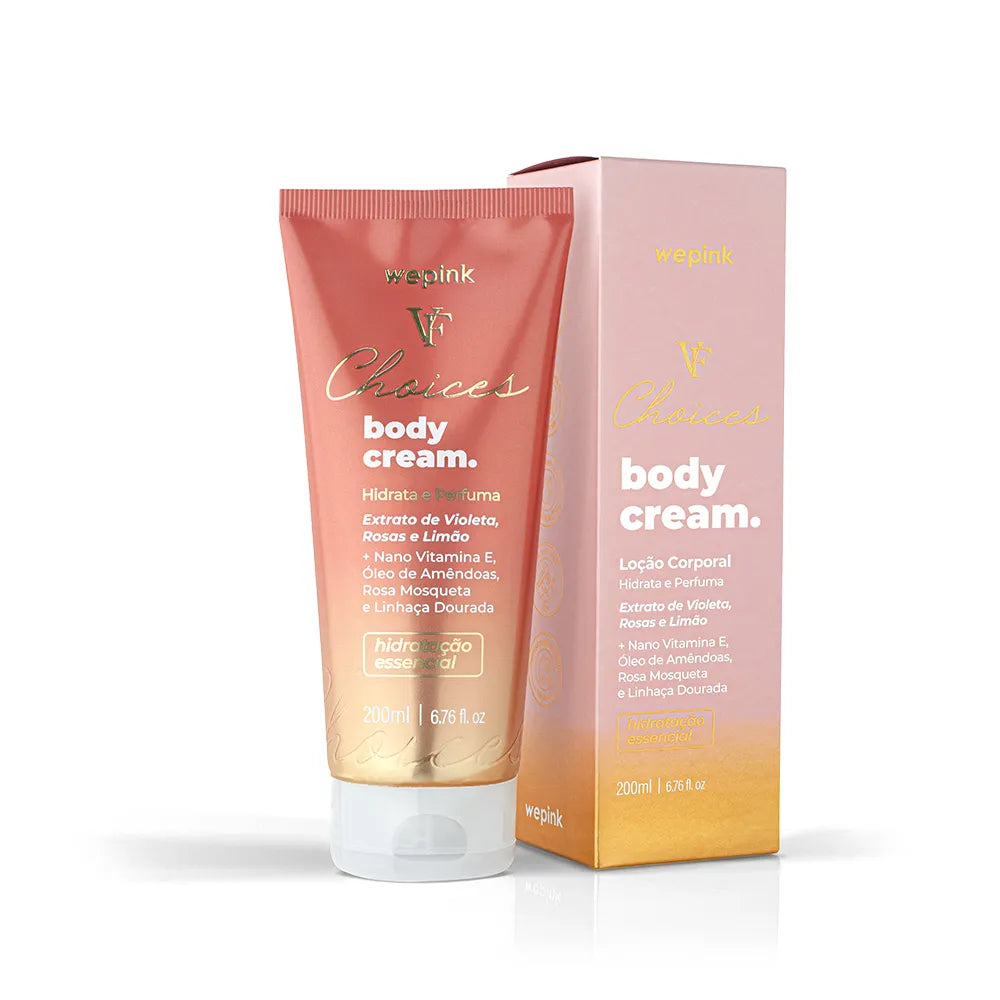 wepink
VF
Choices
body
cream.
Hidrata e Perfuma
Extrato de Violeta,
Rosas e Limão
+ Nano Vitamina E,
Óleo de Amêndoas,
Rosa Mosqueta
e Linhaça Dourada
hidratação
essencial
200ml | 6.76 fl. oz
Choices
wepink
VF
Choices
body
cream.
Loção Corporal
Hidrata e Perfuma
Extrato de Violeta,
Rosas e Limão
+ Nano Vitamina E,
Óleo de Amêndoas,
Rosa Mosqueta
e Linhaça Dourada
hidratação
essencial
200ml | 6.76 fl. oz
wepink